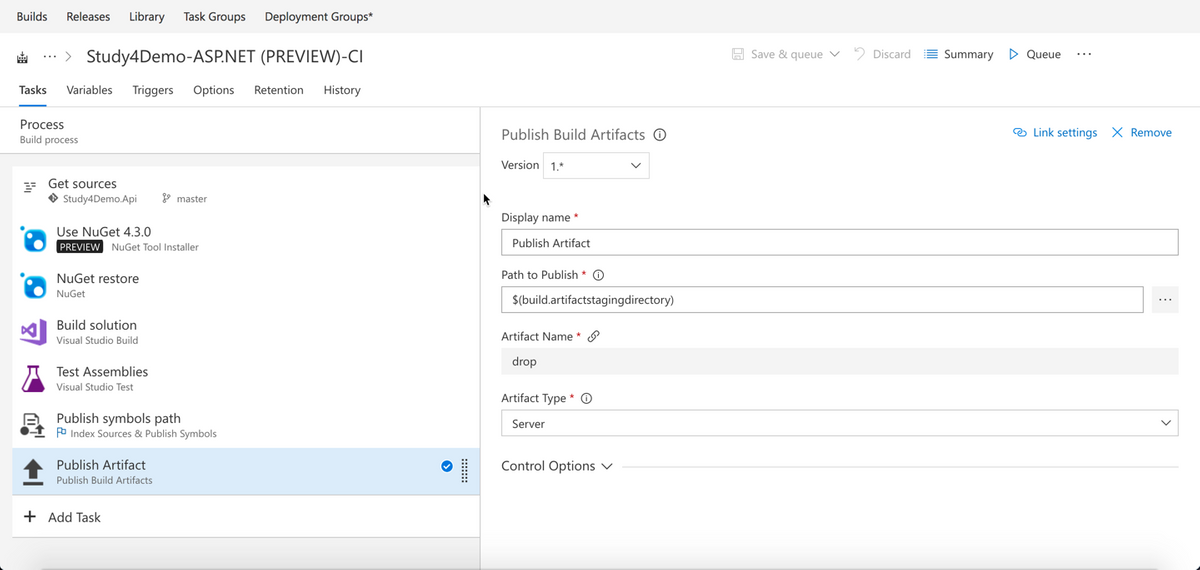 Builds Releases Library Task Groups Deployment Groups*
... > Study4Demo-ASP.NET (PREVIEW)-CI
Save & queue Discard Summary Queue ...
Tasks Variables Triggers Options Retention History
Process
Build process
Get sources
Study4Demo.Api master
Use NuGet 4.3.0
PREVIEW NuGet Tool Installer
NuGet restore
NuGet
Build solution
Visual Studio Build
Test Assemblies
Visual Studio Test
Publish symbols path
Index Sources & Publish Symbols
Publish Artifact
Publish Build Artifacts
+ Add Task
Publish Build Artifacts
Link settings Remove
Version 1.*
Display name *
Publish Artifact
Path to Publish *
$(build.artifactstagingdirectory)
...
Artifact Name *
drop
Artifact Type *
Server
Control Options